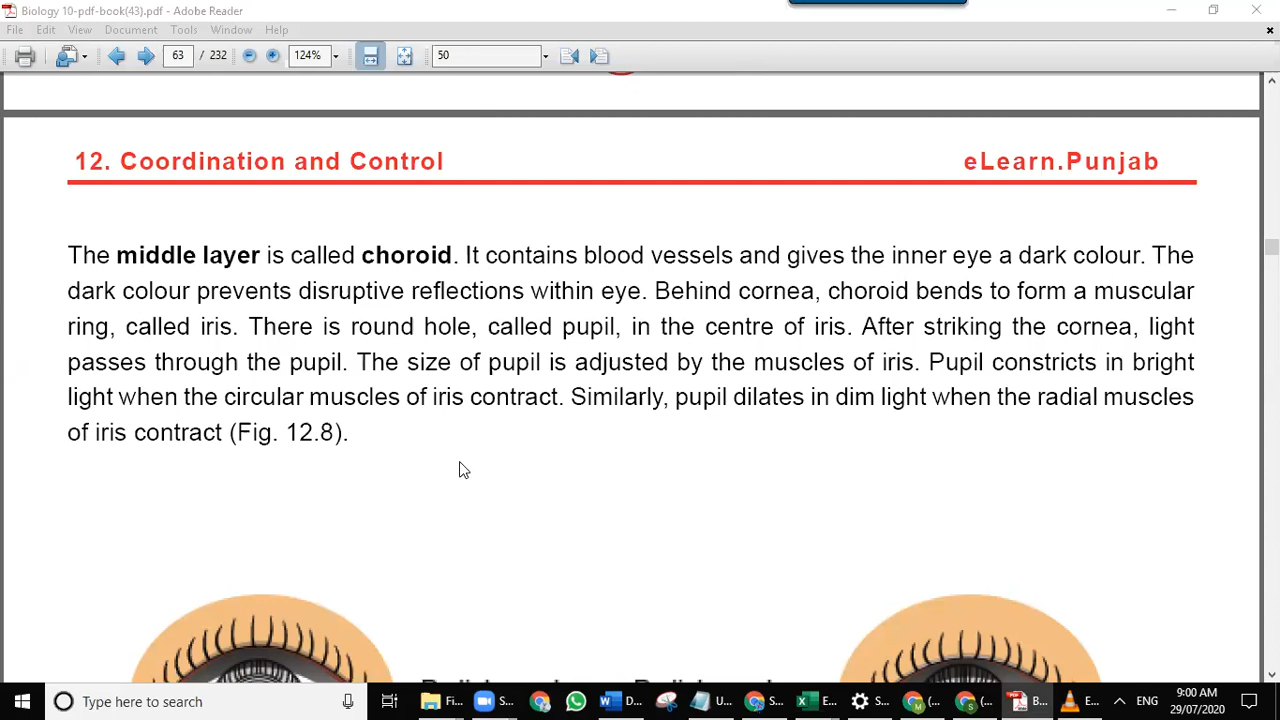 Biology 10-pdf-book(43).pdf - Adobe Reader
File Edit View Document Tools Window Help
63 / 232 124% 50
12. Coordination and Control eLearn.Punjab
The middle layer is called choroid. It contains blood vessels and gives the inner eye a dark colour. The
dark colour prevents disruptive reflections within eye. Behind cornea, choroid bends to form a muscular
ring, called iris. There is round hole, called pupil, in the centre of iris. After striking the cornea, light
passes through the pupil. The size of pupil is adjusted by the muscles of iris. Pupil constricts in bright
light when the circular muscles of iris contract. Similarly, pupil dilates in dim light when the radial muscles
of iris contract (Fig. 12.8).
Type here to search Fi... S... D... U... S... E... S... ( ... ( ... B... E... ENG 9:00 AM
29/07/2020